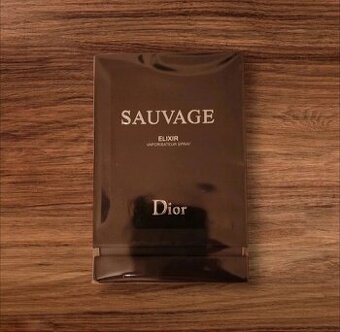 SAUVAGE
ELIXIR
VAPORISATEUR SPRAY
Dior